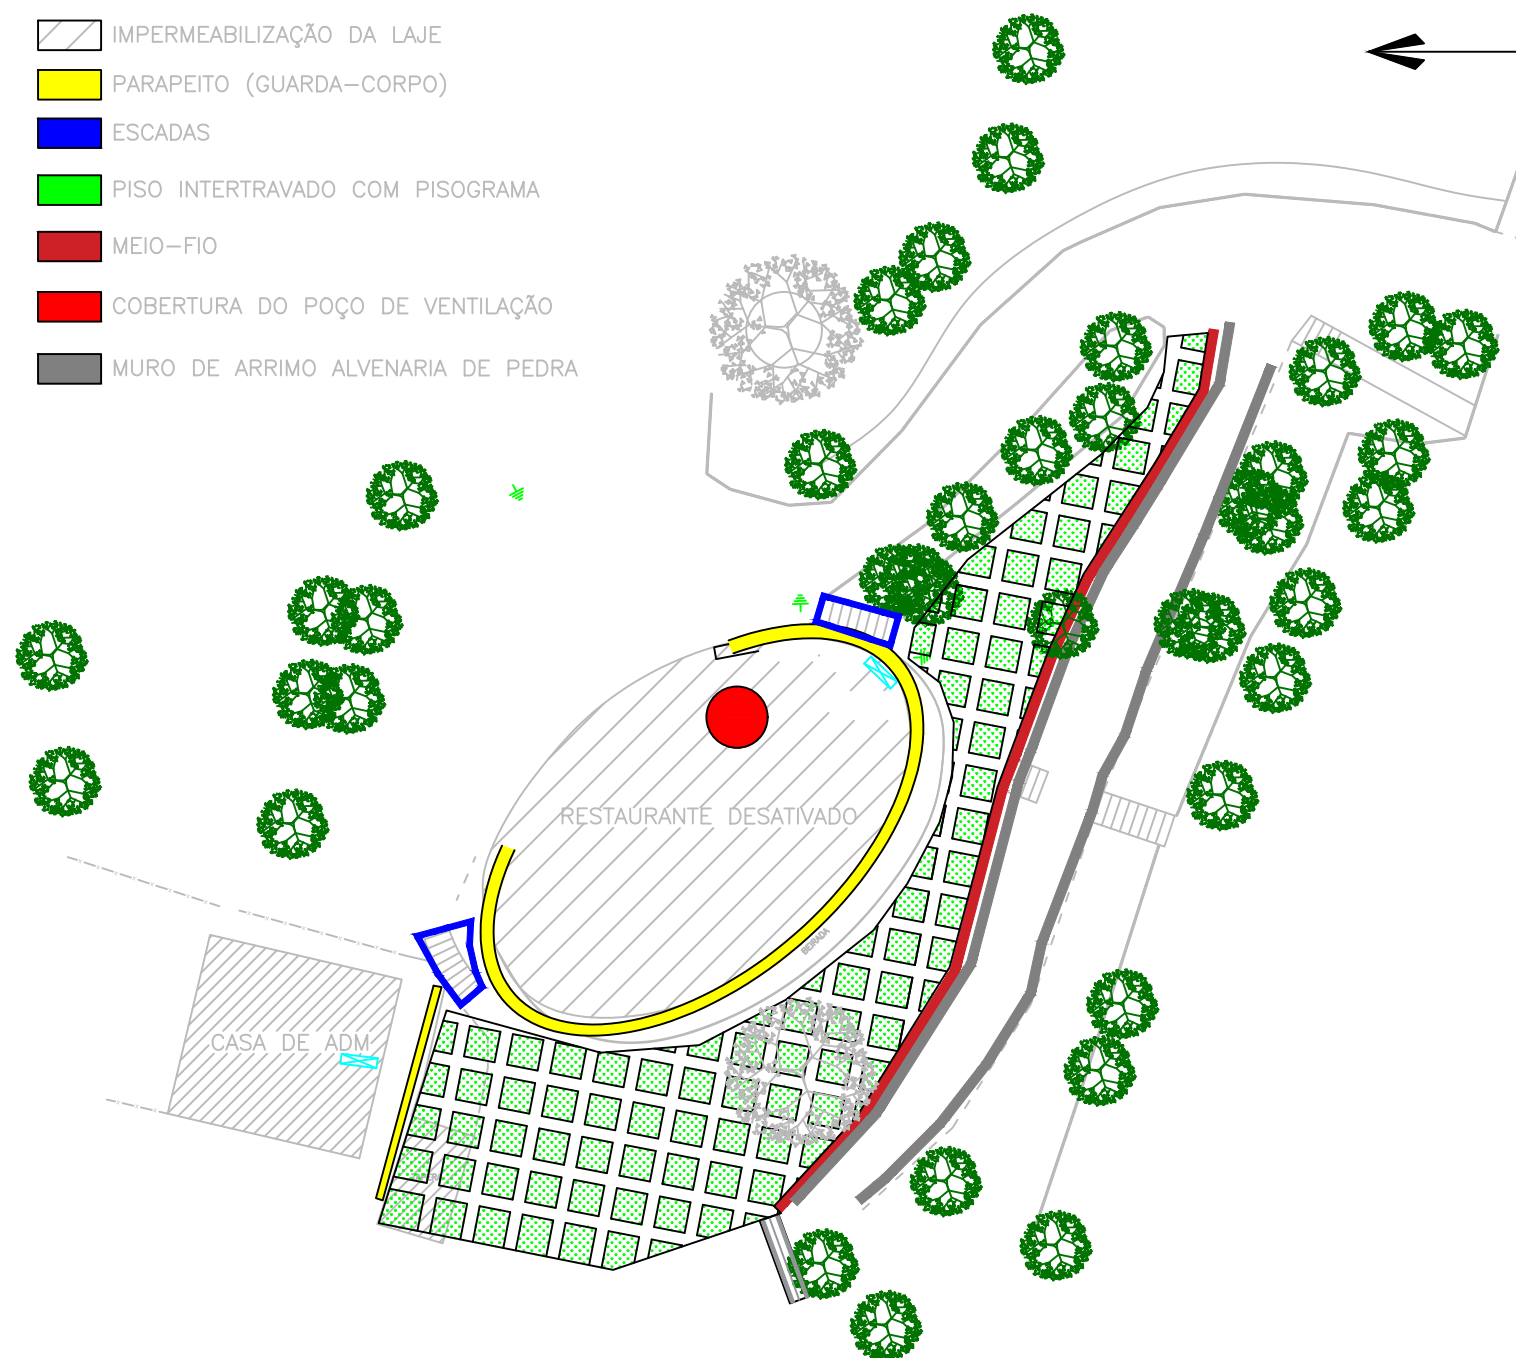 IMPERMEABILIZAÇÃO DA LAJE
PARAPEITO (GUARDA-CORPO)
ESCADAS
PISO INTERTRAVADO COM PISOGRAMA
MEIO-FIO
COBERTURA DO POÇO DE VENTILAÇÃO
MURO DE ARRIMO ALVENARIA DE PEDRA
RESTAURANTE DESATIVADO
BEIRADA
CASA DE ADM